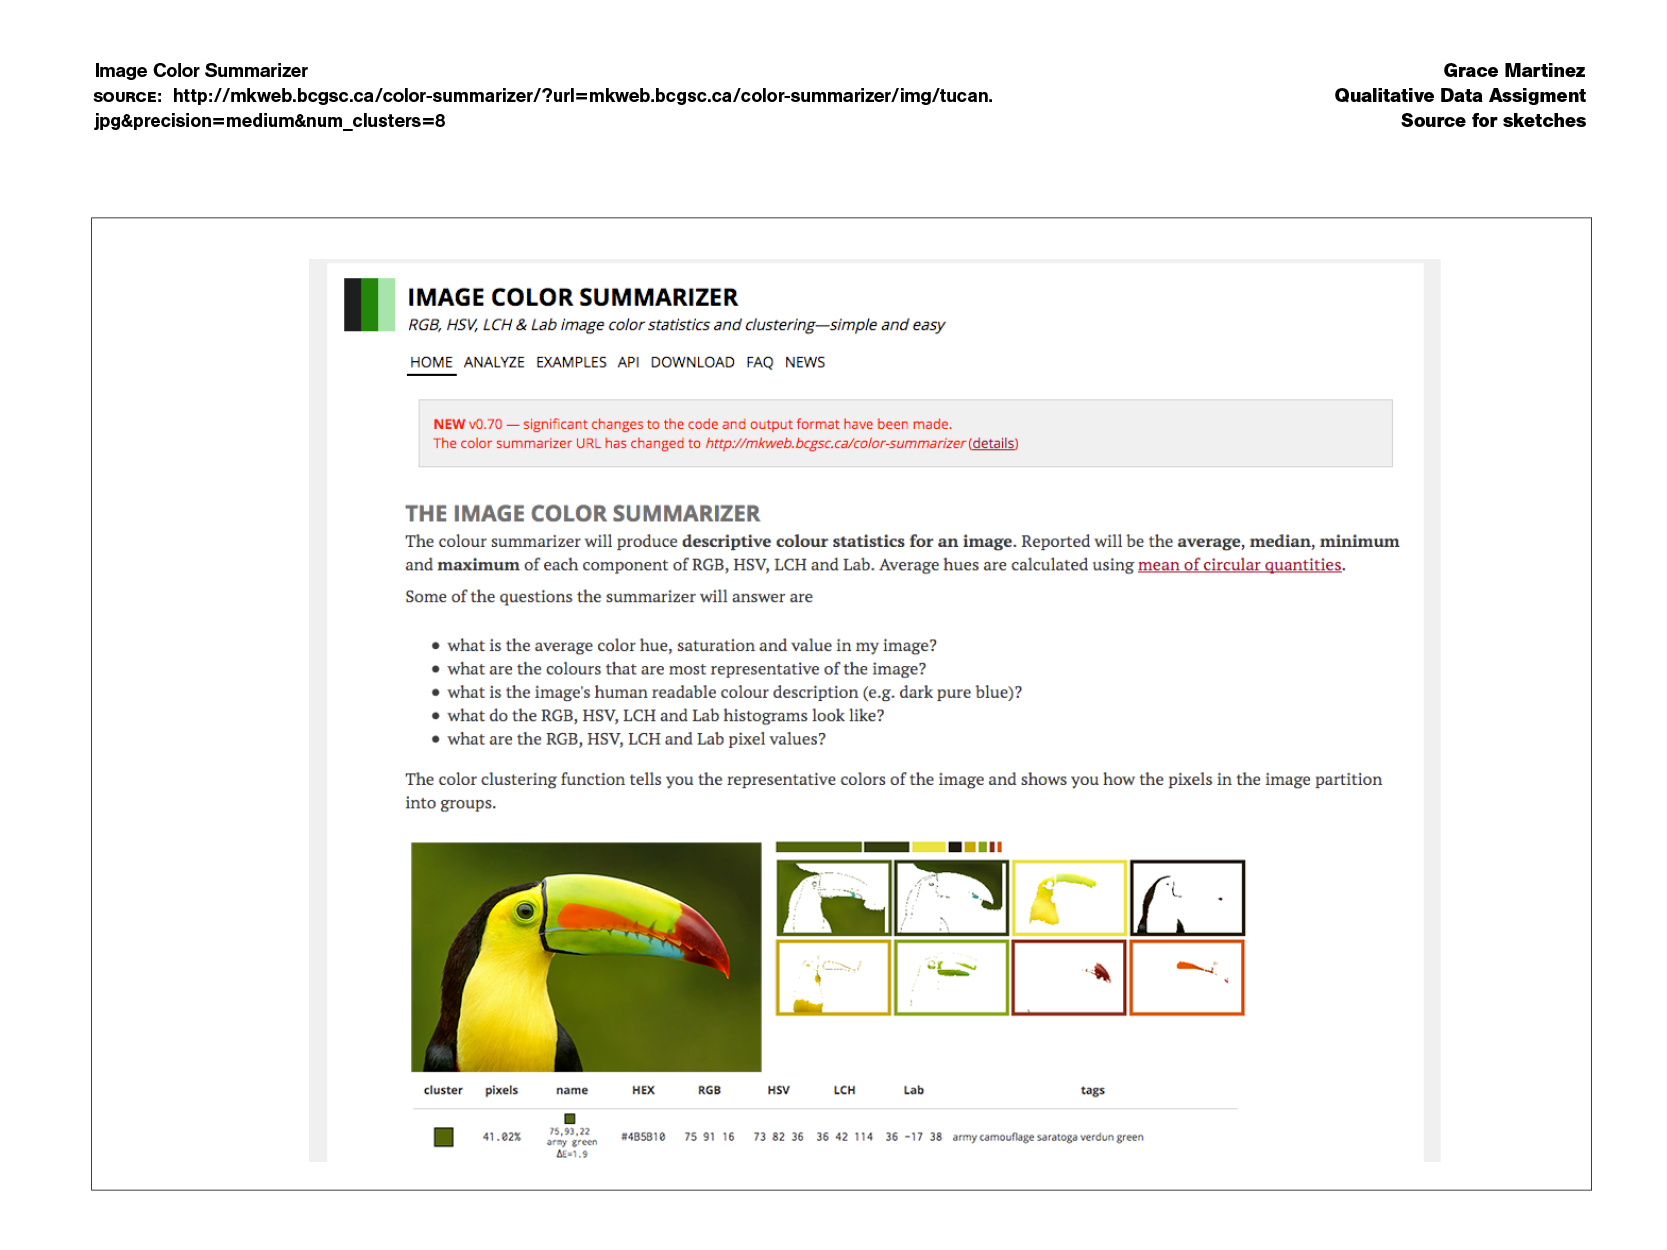 Image Color Summarizer
SOURCE: http://mkweb.bcgsc.ca/color-summarizer/?url=mkweb.bcgsc.ca/color-summarizer/img/tucan.
jpg&precision=medium&num_clusters=8
Grace Martinez
Qualitative Data Assigment
Source for sketches
IMAGE COLOR SUMMARIZER
RGB, HSV, LCH & Lab image color statistics and clustering—simple and easy
HOME ANALYZE EXAMPLES API DOWNLOAD FAQ NEWS
NEW v0.70 — significant changes to the code and output format have been made.
The color summarizer URL has changed to http://mkweb.bcgsc.ca/color-summarizer (details)
THE IMAGE COLOR SUMMARIZER
The colour summarizer will produce descriptive colour statistics for an image. Reported will be the average, median, minimum
and maximum of each component of RGB, HSV, LCH and Lab. Average hues are calculated using mean of circular quantities.
Some of the questions the summarizer will answer are
• what is the average color hue, saturation and value in my image?
• what are the colours that are most representative of the image?
• what is the image's human readable colour description (e.g. dark pure blue)?
• what do the RGB, HSV, LCH and Lab histograms look like?
• what are the RGB, HSV, LCH and Lab pixel values?
The color clustering function tells you the representative colors of the image and shows you how the pixels in the image partition
into groups.
cluster pixels name HEX RGB HSV LCH Lab tags
75,93,22
41.02% army green #4B5B10 75 91 16 73 82 36 36 42 114 36 -17 38 army camouflage saratoga verdun green
ΔE=1.9